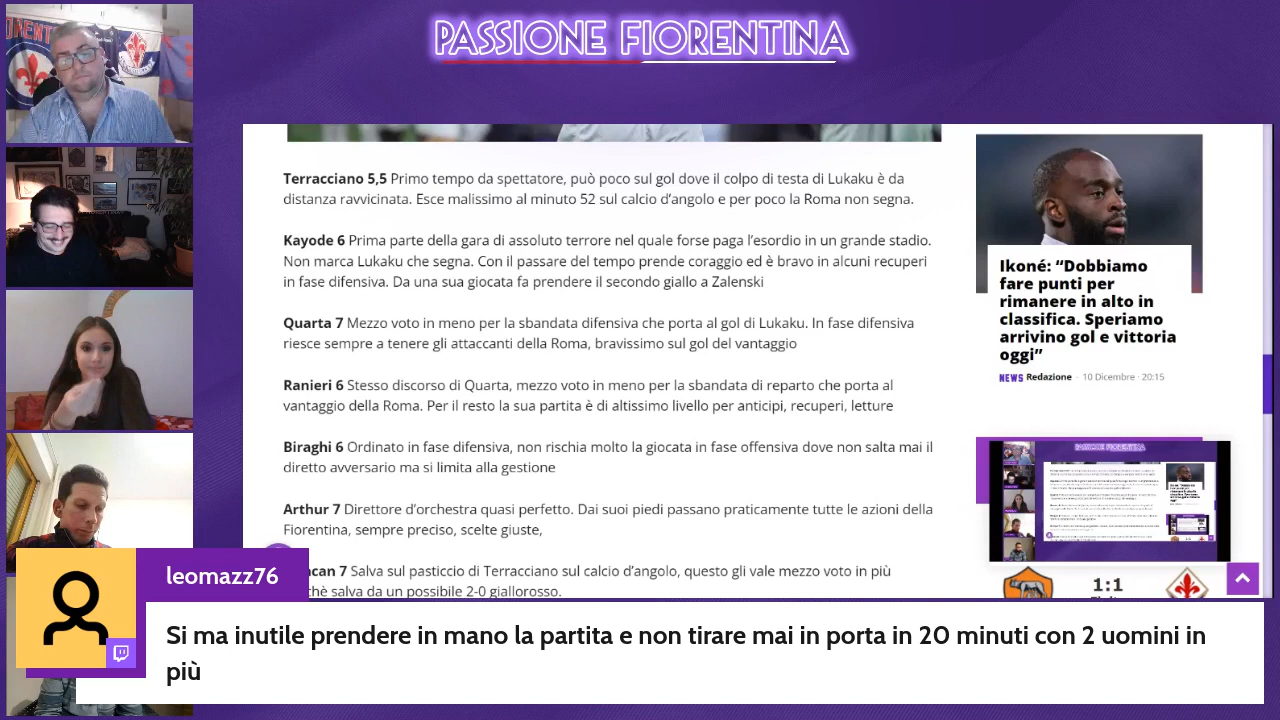 PASSIONE FIORENTINA
Terracciano 5,5 Primo tempo da spettatore, può poco sul gol dove il colpo di testa di Lukaku è da
distanza ravvicinata. Esce malissimo al minuto 52 sul calcio d'angolo e per poco la Roma non segna.
Kayode 6 Prima parte della gara di assoluto terrore nel quale forse paga l'esordio in un grande stadio.
Non marca Lukaku che segna. Con il passare del tempo prende coraggio ed è bravo in alcuni recuperi
in fase difensiva. Da una sua giocata fa prendere il secondo giallo a Zalenski
Quarta 7 Mezzo voto in meno per la sbandata difensiva che porta al gol di Lukaku. In fase difensiva
riesce sempre a tenere gli attaccanti della Roma, bravissimo sul gol del vantaggio
Ranieri 6 Stesso discorso di Quarta, mezzo voto in meno per la sbandata di reparto che porta al
vantaggio della Roma. Per il resto la sua partita è di altissimo livello per anticipi, recuperi, letture
Biraghi 6 Ordinato in fase difensiva, non rischia molto la giocata in fase offensiva dove non salta mai il
diretto avversario ma si limita alla gestione
Arthur 7 quasi perfetto. Dai suoi piedi passano praticamente della
Fiorentina, preciso, scelte giuste,
can 7 Salva sul pasticcio di Terracciano sul calcio d'angolo, questo gli vale mezzo voto in più
chè salva da un possibile 2-0 giallorosso.
Ikoné: “Dobbiamo
fare punti per
rimanere in alto in
classifica. Speriamo
arrivino gol e vittoria
oggi”
NEWS Redazione - 10 Dicembre · 20:15
1:1
leomazz76
Si ma inutile prendere in mano la partita e non tirare mai in porta in 20 minuti con 2 uomini in
più